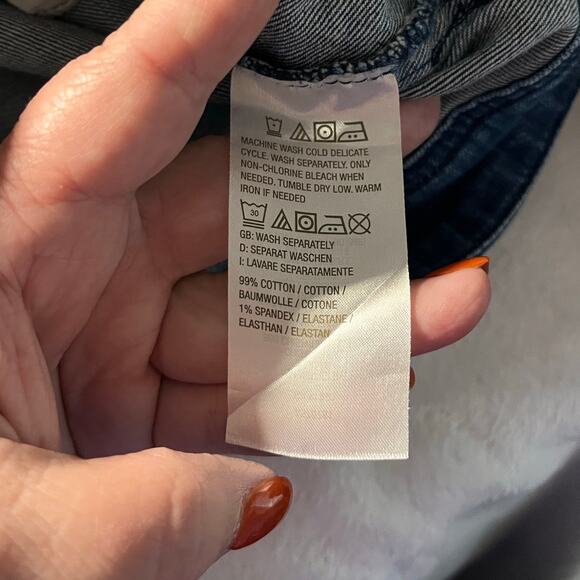 MACHINE WASH COLD DELICATE
CYCLE. WASH SEPARATELY. ONLY
NON-CHLORINE BLEACH WHEN
NEEDED. TUMBLE DRY LOW. WARM
IRON IF NEEDED
30
GB: WASH SEPARATELY
D: SEPARAT WASCHEN
I: LAVARE SEPARATAMENTE
99% COTTON / COTTON /
BAUMWOLLE / COTONE
1% SPANDEX / ELASTANE /
ELASTHAN / ELASTAN